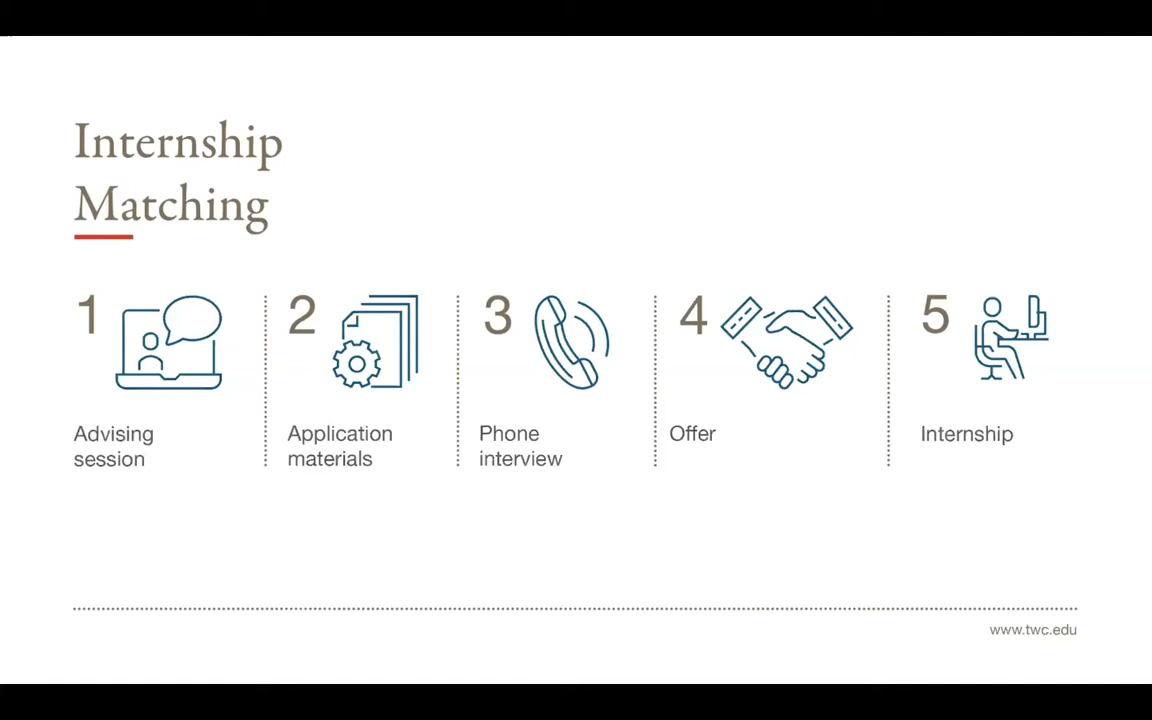 Internship
Matching
1
Advising
session
2
Application
materials
3
Phone
interview
4
Offer
5
Internship
www.twc.edu